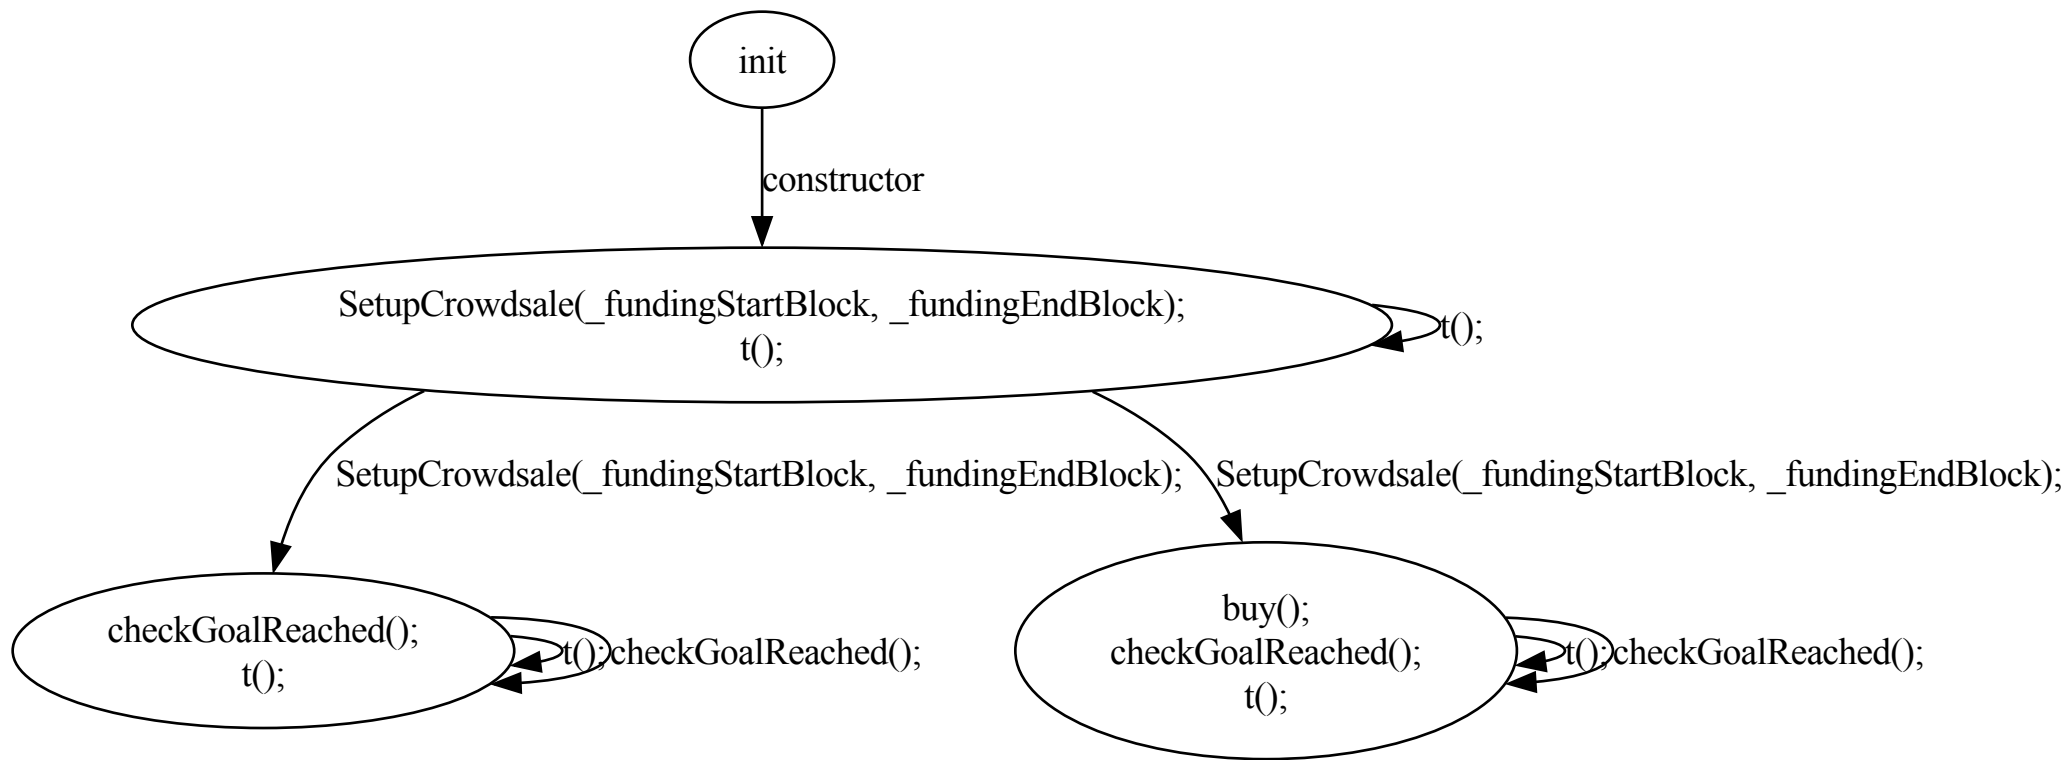 init
constructor
SetupCrowdsale(_fundingStartBlock, _fundingEndBlock);
t();
t();
SetupCrowdsale(_fundingStartBlock, _fundingEndBlock);
SetupCrowdsale(_fundingStartBlock, _fundingEndBlock);
checkGoalReached();
t();
t();
checkGoalReached();
buy();
checkGoalReached();
t();
t();
checkGoalReached();